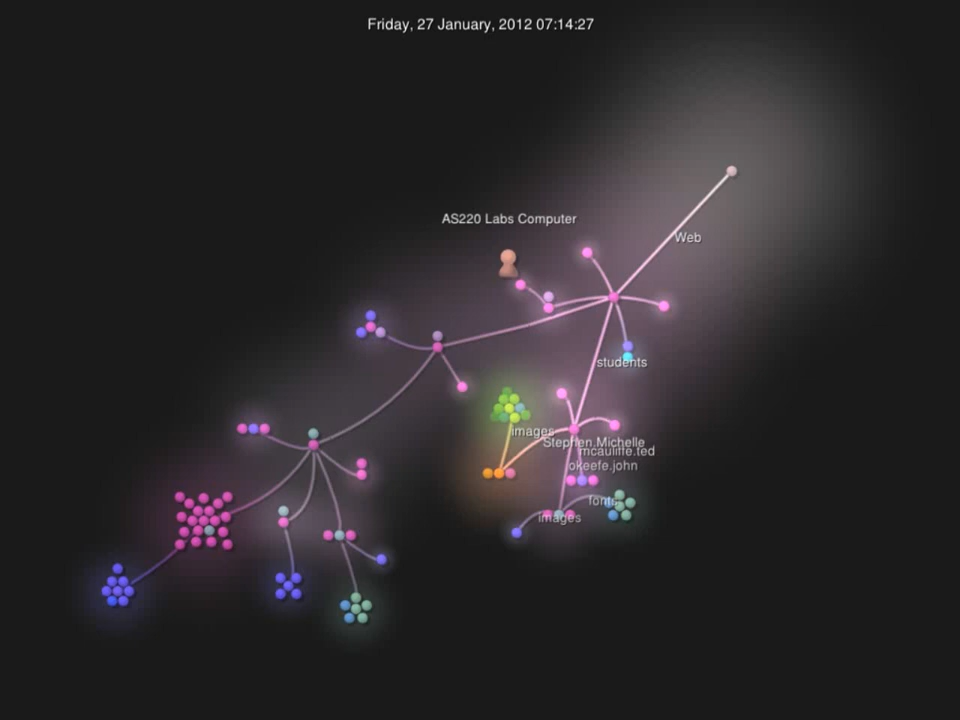 Friday, 27 January, 2012 07:14:27
AS220 Labs Computer
Web
students
images
Stephen.Michelle
mcauliffe.ted
okeefe.john
fonts
images